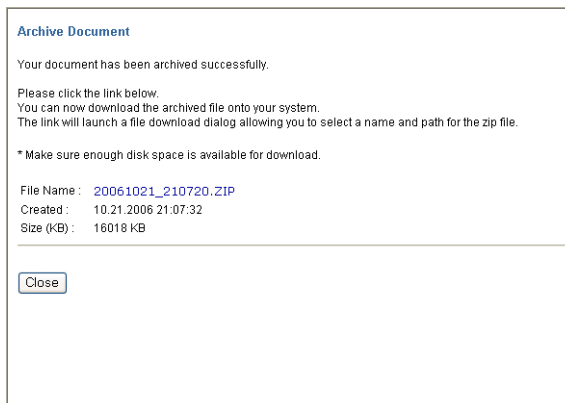 Archive Document
Your document has been archived successfully.
Please click the link below.
You can now download the archived file onto your system.
The link will launch a file download dialog allowing you to select a name and path for the zip file.
* Make sure enough disk space is available for download.
File Name : 20061021_210720.ZIP
Created : 10.21.2006 21:07:32
Size (KB) : 16018 KB
Close